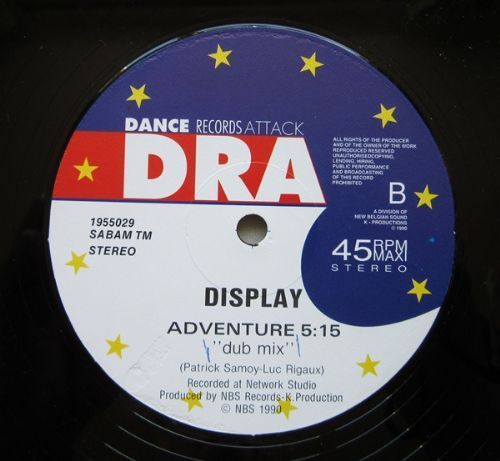 DANCE RECORDS ATTACK
DRA
ALL RIGHTS OF THE PRODUCER
AND OF THE OWNER OF THE WORK
REPRODUCED RESERVED
UNAUTHORISEDCOPYING,
LENDING, HIRING,
PUBLIC PERFORMANCE
AND BROADCASTING
OF THIS RECORD
PROHIBITED
B
A DIVISION OF
NEW BELGIAN SOUND
K - PRODUCTIONS
© 1990
1955029
SABAM TM
STEREO
45 RPM
MAXI
STEREO
DISPLAY
ADVENTURE 5:15
"dub mix"
(Patrick Samoy-Luc Rigaux)
Recorded at Network Studio
Produced by NBS Records-K.Production
© NBS 1990